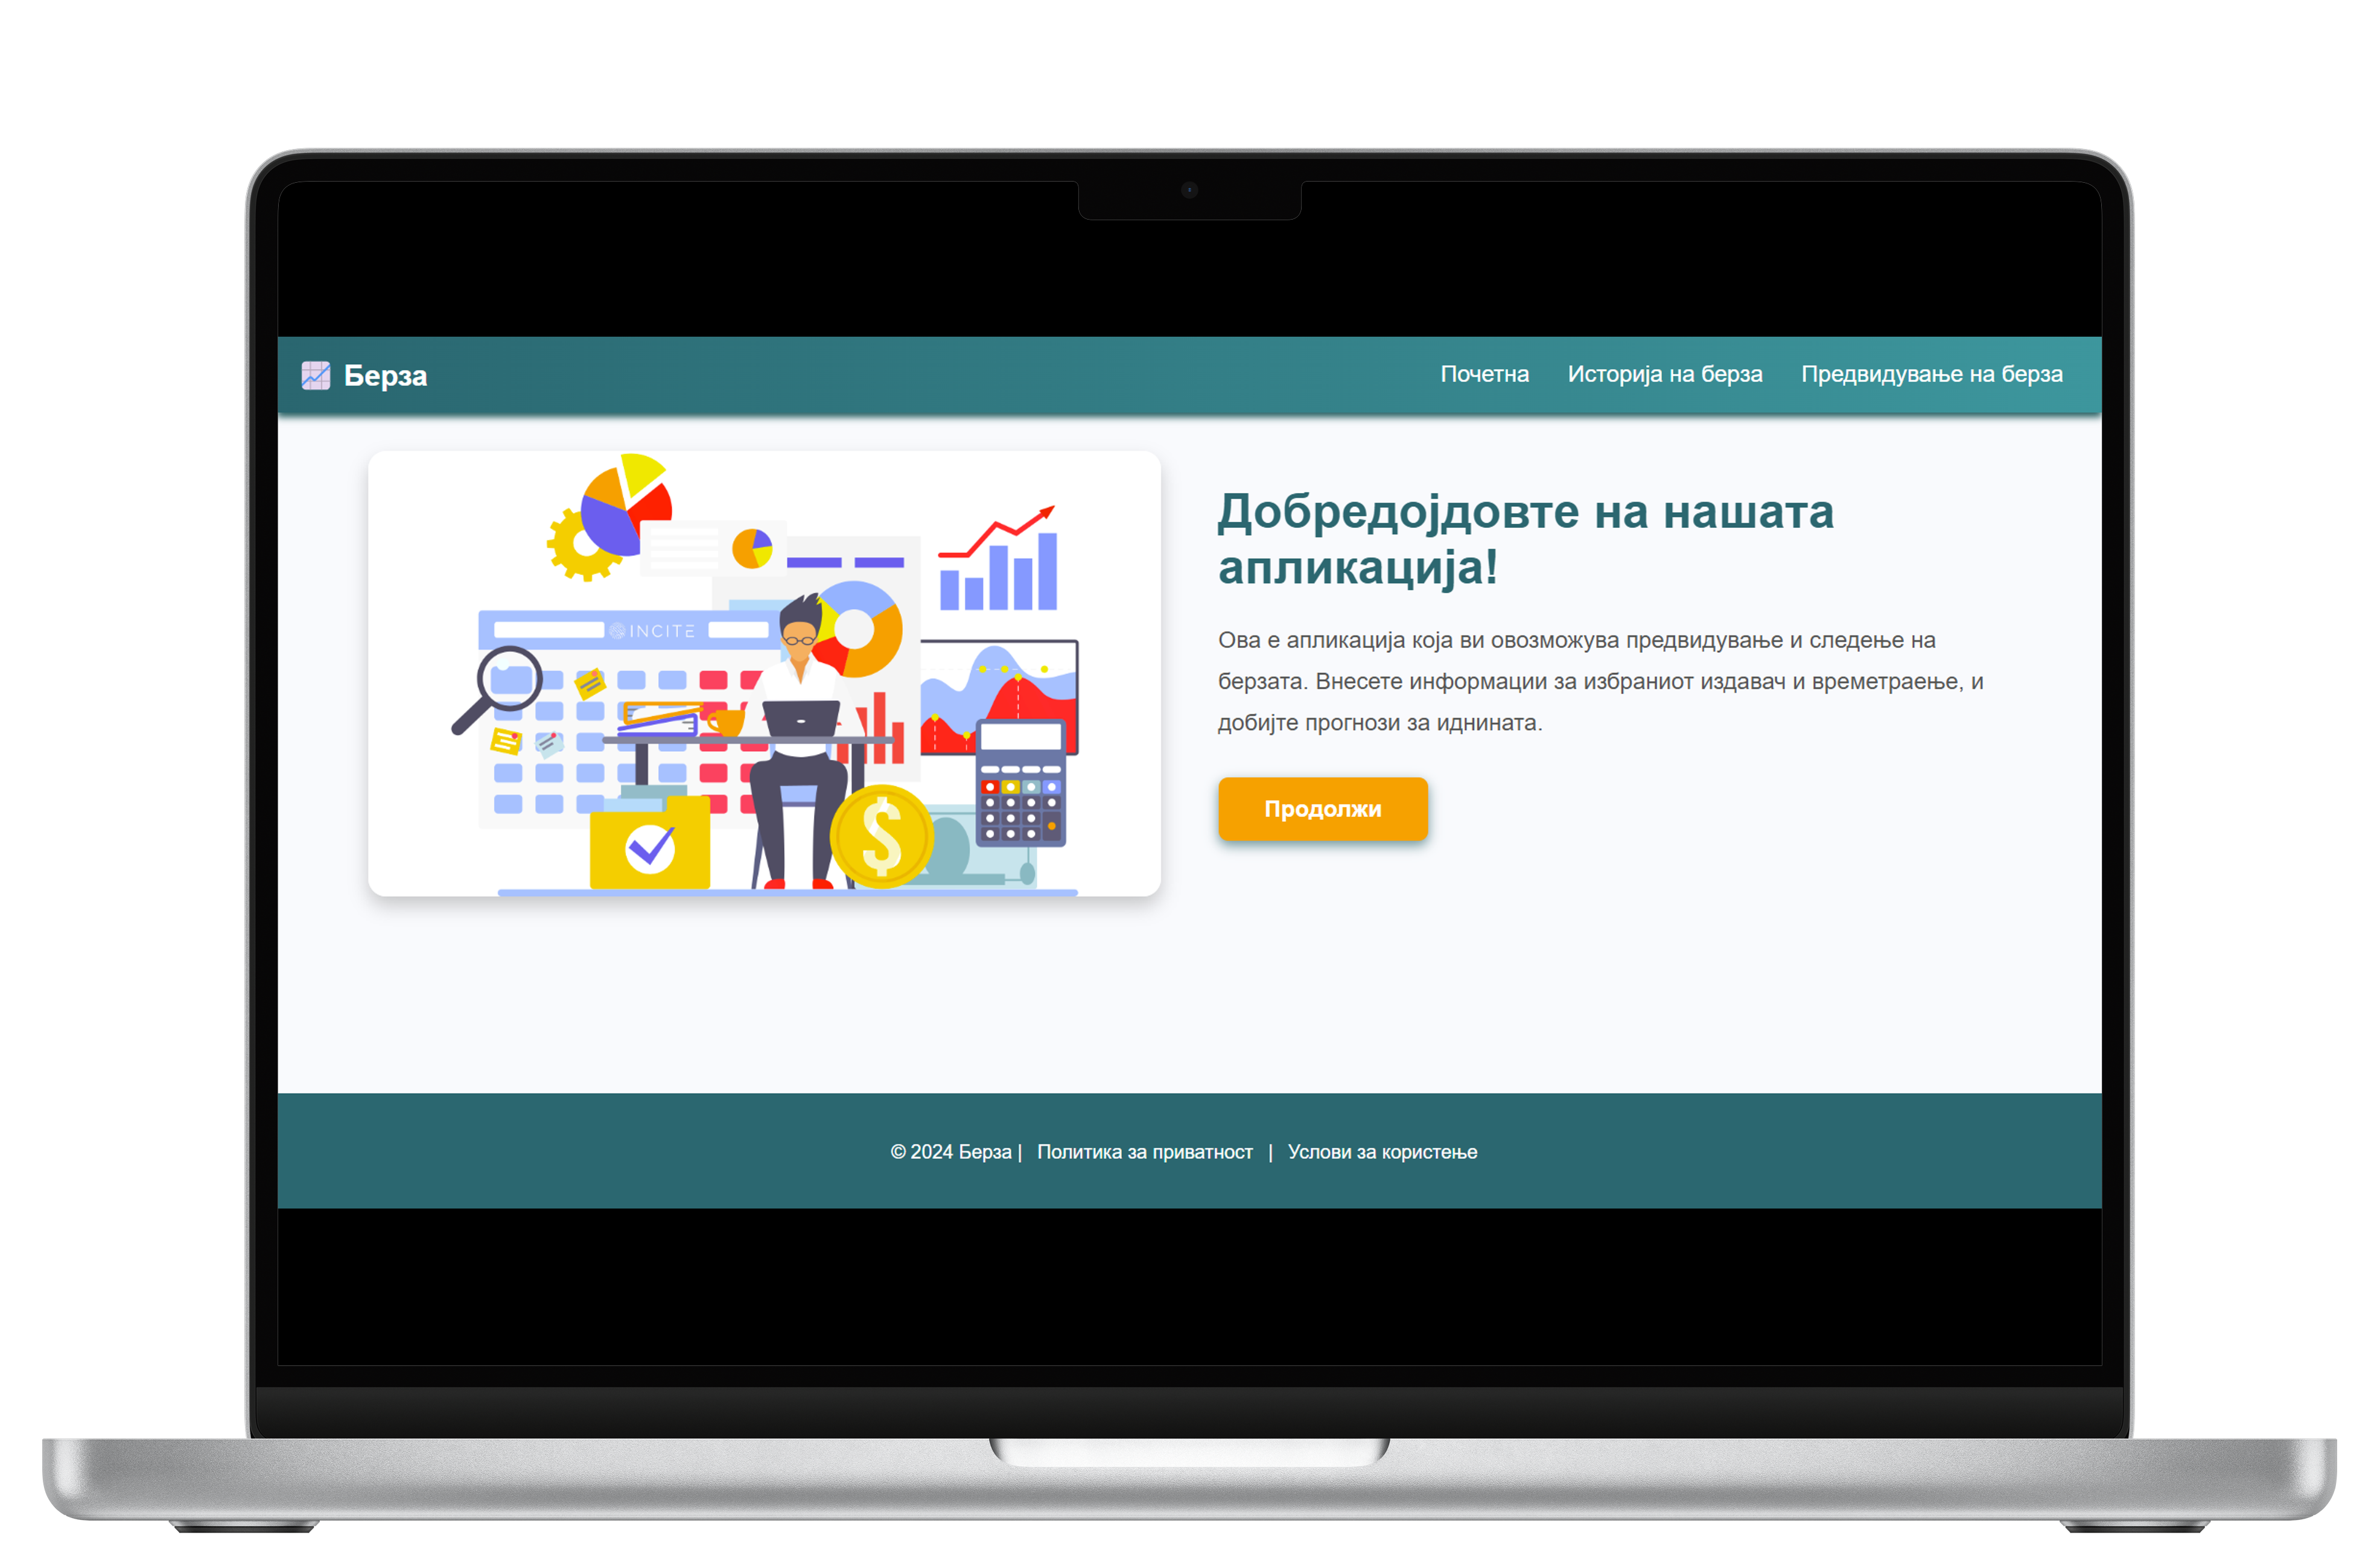 Берза
Почетна
Историја на берза
Предвидување на берза
INCITE
Добредојдовте на нашата
апликација!
Ова е апликација која ви овозможува предвидување и следење на
берзата. Внесете информации за избраниот издавач и времетраење, и
добијте прогнози за иднината.
Продолжи
$
© 2024 Берза | Политика за приватност | Услови за користење